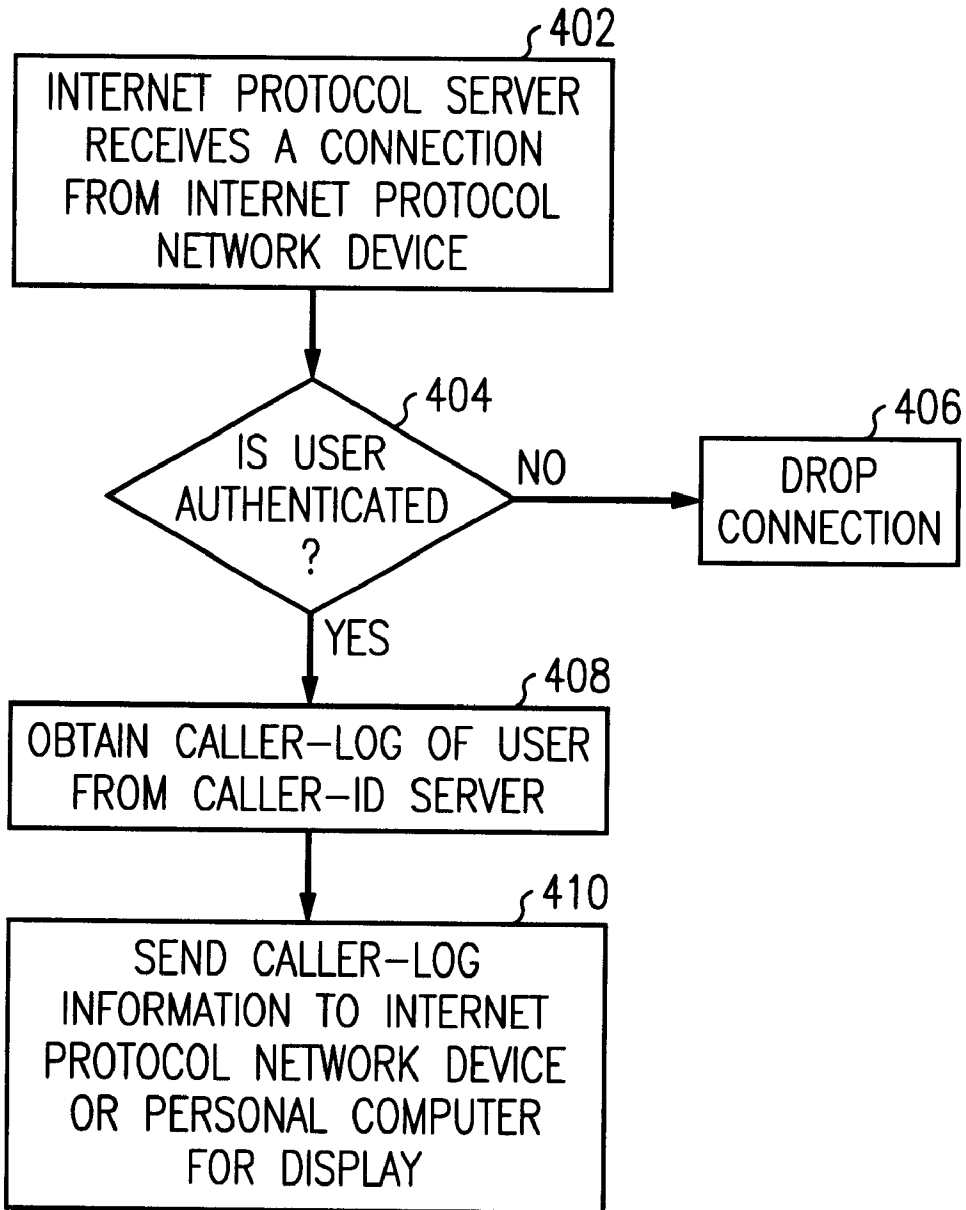 402
INTERNET PROTOCOL SERVER
RECEIVES A CONNECTION
FROM INTERNET PROTOCOL
NETWORK DEVICE
404
IS USER
AUTHENTICATED
?
NO
406
DROP
CONNECTION
YES
408
OBTAIN CALLER-LOG OF USER
FROM CALLER-ID SERVER
410
SEND CALLER-LOG
INFORMATION TO INTERNET
PROTOCOL NETWORK DEVICE
OR PERSONAL COMPUTER
FOR DISPLAY